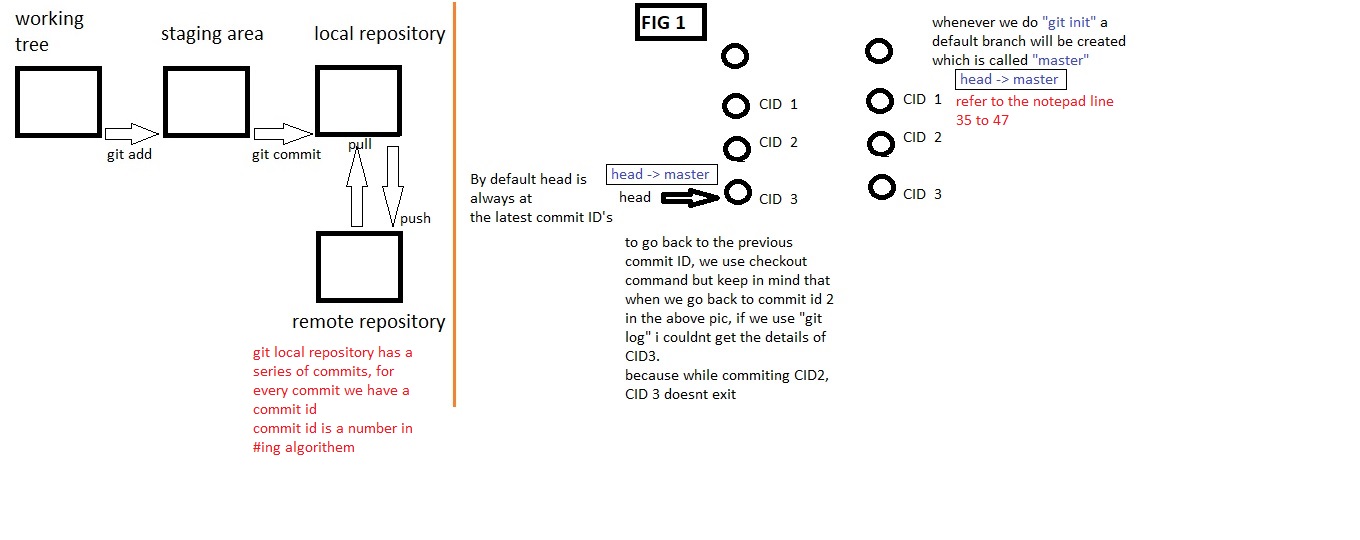 working
tree
staging area
local repository
git add
git commit
pull
push
remote repository
git local repository has a
series of commits, for
every commit we have a
commit id
commit id is a number in
#ing algorithem
FIG 1
CID 1
CID 2
head -> master
By default head is
always at
the latest commit ID's
head
CID 3
to go back to the previous
commit ID, we use checkout
command but keep in mind that
when we go back to commit id 2
in the above pic, if we use "git
log" i couldnt get the details of
CID3.
because while commiting CID2,
CID 3 doesnt exit
whenever we do "git init" a
default branch will be created
which is called "master"
head -> master
CID 1
refer to the notepad line
35 to 47
CID 2
CID 3